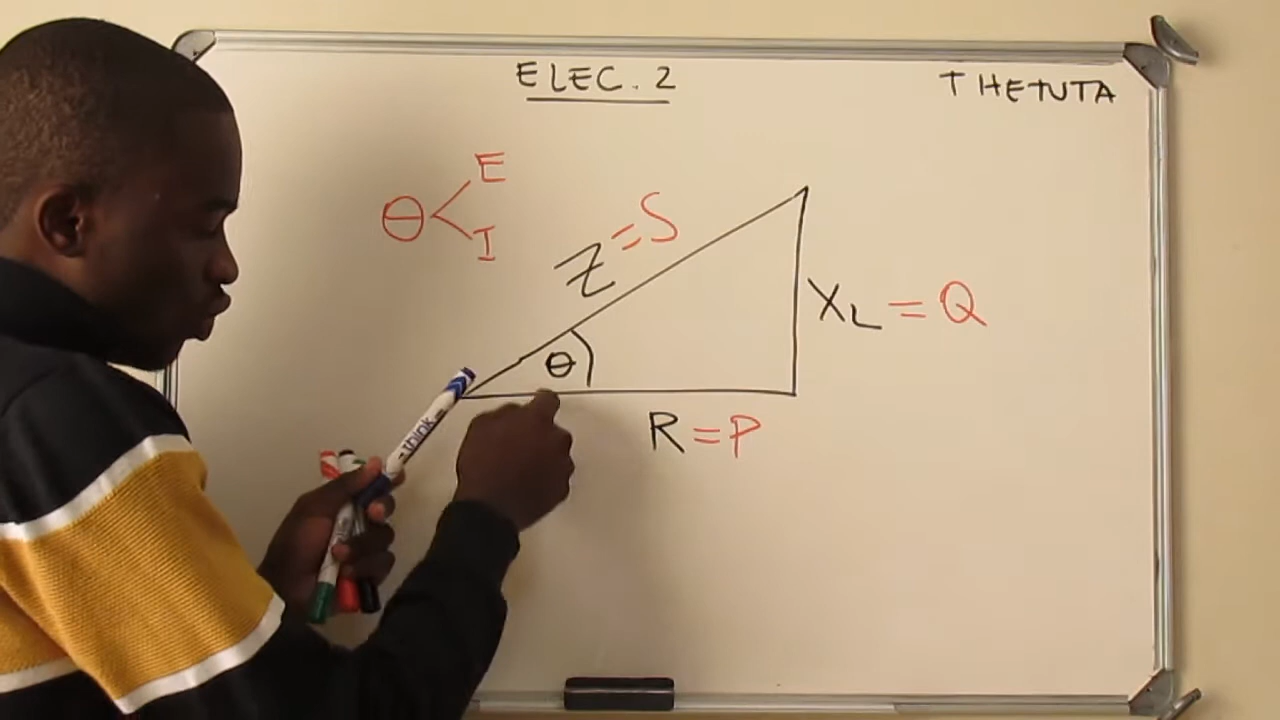 ELEC. 2
THETUTA
θ < E
I
Z = S
XL = Q
θ
R = P
think